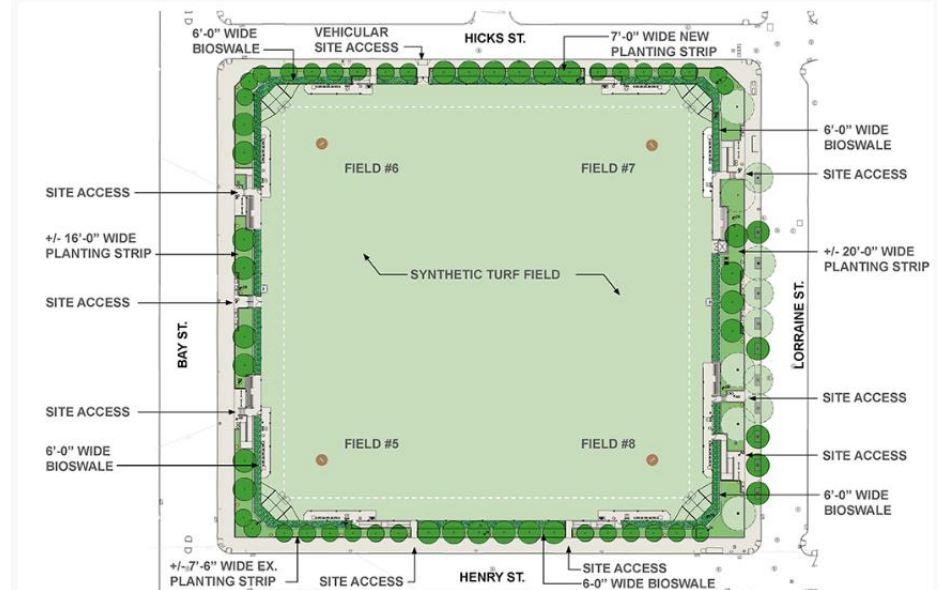 6'-0" WIDE
BIOSWALE
VEHICULAR
SITE ACCESS
HICKS ST.
7'-0" WIDE NEW
PLANTING STRIP
6'-0" WIDE
BIOSWALE
FIELD #6
FIELD #7
SITE ACCESS
SITE ACCESS
+/- 16'-0" WIDE
PLANTING STRIP
+/- 20'-0" WIDE
PLANTING STRIP
SYNTHETIC TURF FIELD
SITE ACCESS
BAY ST.
LORRAINE ST.
SITE ACCESS
SITE ACCESS
FIELD #5
FIELD #8
6'-0" WIDE
BIOSWALE
SITE ACCESS
6'-0" WIDE
BIOSWALE
+/- 7'-6" WIDE EX.
PLANTING STRIP
SITE ACCESS
HENRY ST.
SITE ACCESS
6-0" WIDE BIOSWALE